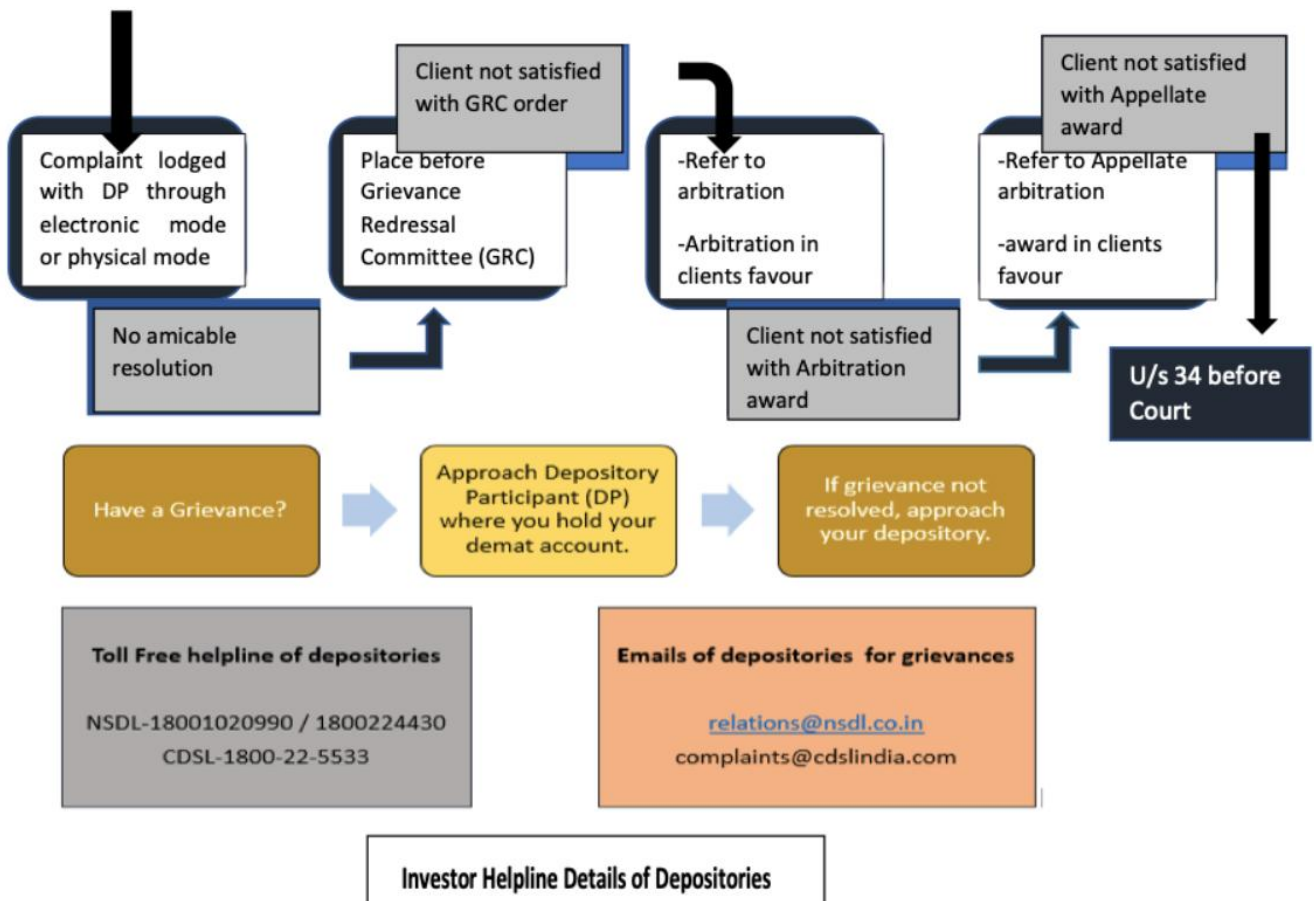 Complaint lodged
with DP through
electronic mode
or physical mode
No amicable
resolution
Place before
Grievance
Redressal
Committee (GRC)
Client not satisfied
with GRC order
-Refer to
arbitration
-Arbitration in
clients favour
Client not satisfied
with Arbitration
award
-Refer to Appellate
arbitration
-award in clients
favour
Client not satisfied
with Appellate
award
U/s 34 before
Court
Have a Grievance?
Approach Depository
Participant (DP)
where you hold your
demat account.
If grievance not
resolved, approach
your depository.
Toll Free helpline of depositories
NSDL-18001020990 / 1800224430
CDSL-1800-22-5533
Emails of depositories for grievances
relations@nsdl.co.in
complaints@cdslindia.com
Investor Helpline Details of Depositories